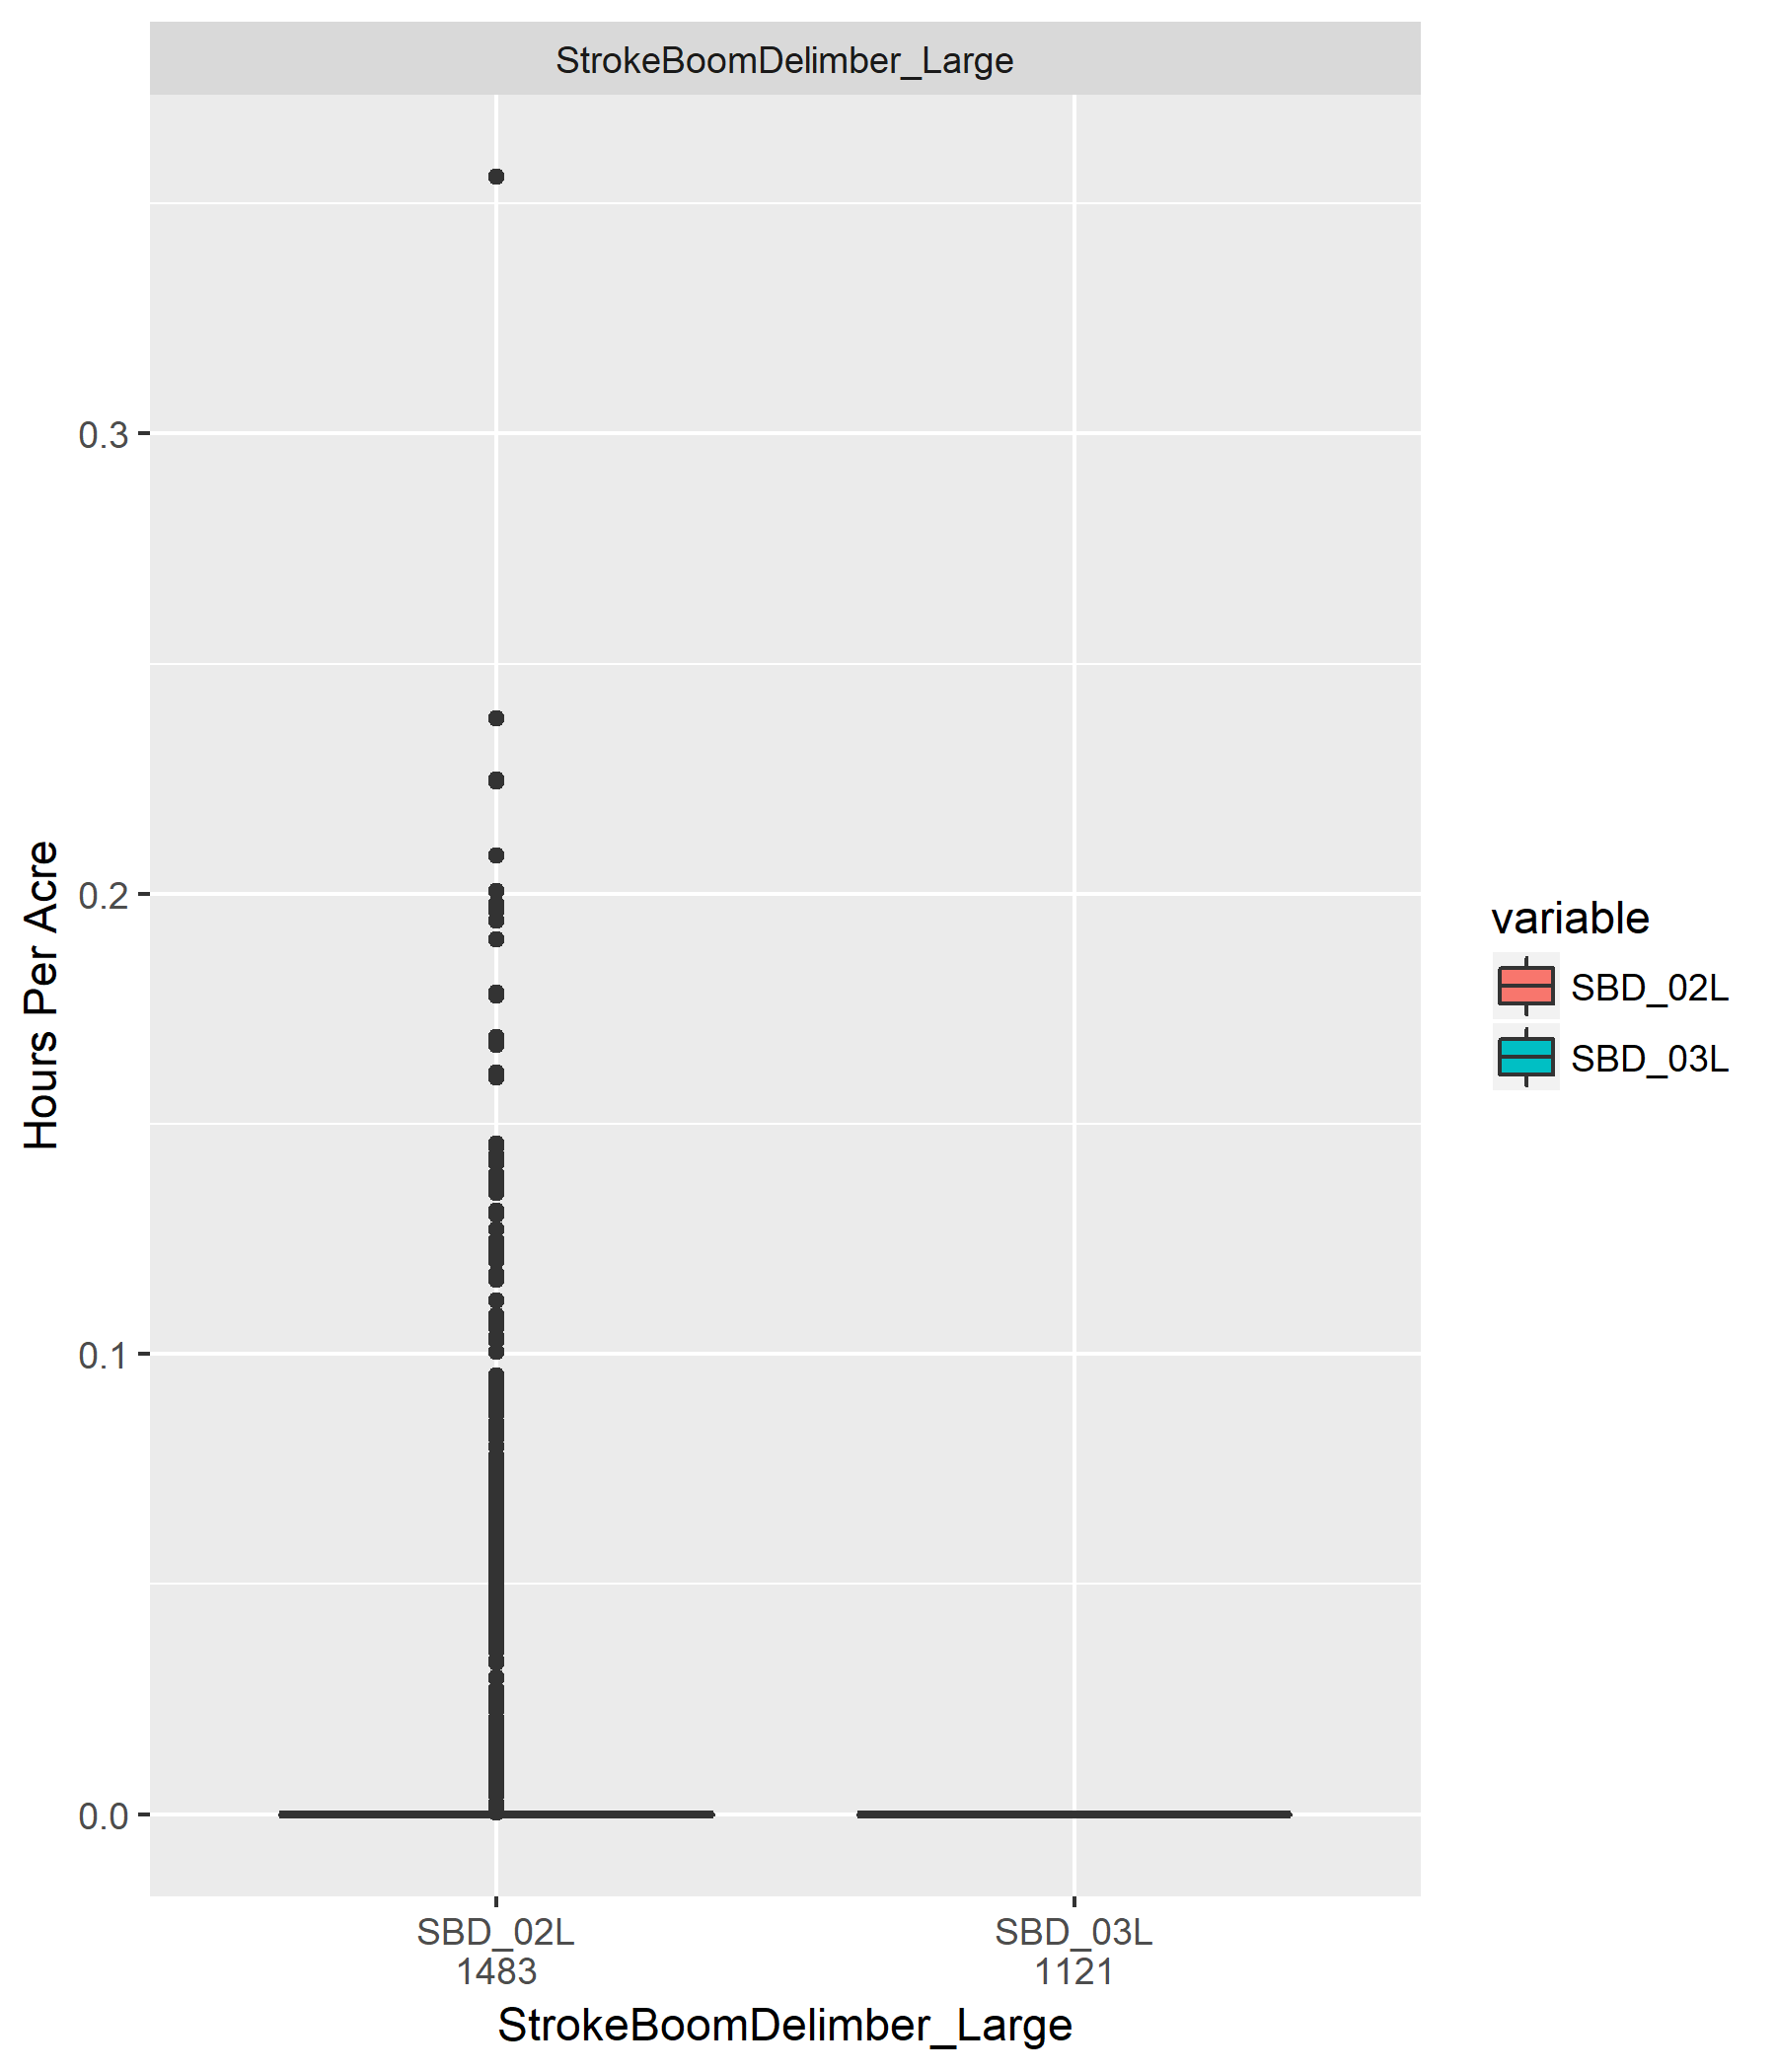 StrokeBoomDelimber_Large
Hours Per Acre
0.3
0.2
0.1
0.0
SBD_02L
1483
SBD_03L
1121
StrokeBoomDelimber_Large
variable
SBD_02L
SBD_03L